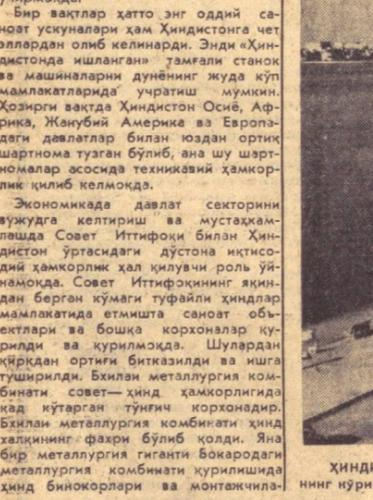 Бир вақтлар ҳатто энг оддий са-
ноат ускуналари ҳам Ҳиндистонга чет
эллардан олиб келинарди. Энди «Ҳин-
дистонда ишланган» тамғали станок
ва машиналарни дунёнинг жуда кўп
мамлакатларида учратиш мумкин.
Ҳозирги вақтда Ҳиндистон Осиё, Аф-
рика, Жанубий Америка ва Европа-
даги давлатлар билан юздан ортиқ
шартнома тузган бўлиб, ана шу шарт-
номалар асосида техникавий ҳамкор-
лик қилиб келмоқда.
Экономикада давлат секторини
вужудга келтириш ва мустаҳкам-
лашда Совет Иттифоқи билан Ҳин-
дистон ўртасидаги дўстона иқтисо-
дий ҳамкорлик ҳал қилувчи роль ўй-
намоқда. Совет Иттифоқининг яқин-
дан берган кўмаги туфайли ҳиндлар
мамлакатида етмишта саноат объ-
ектлари ва бошқа корхоналар қу-
рилди ва қурилмоқда. Шулардан
қирқдан ортиғи битказилди ва ишга
туширилди. Бхилаи металлургия ком-
бинати совет—ҳинд ҳамкорлигида
қад кўтарган тўнғич корхонадир.
Бхилаи металлургия комбинати ҳинд
халқининг фахри бўлиб қолди. Яна
бир металлургия гиганти Бокародаги
металлургия комбинати қурилишида
ҳинд бинокорлари ва монтажчила-
ҲИНДИ
нинг кўри